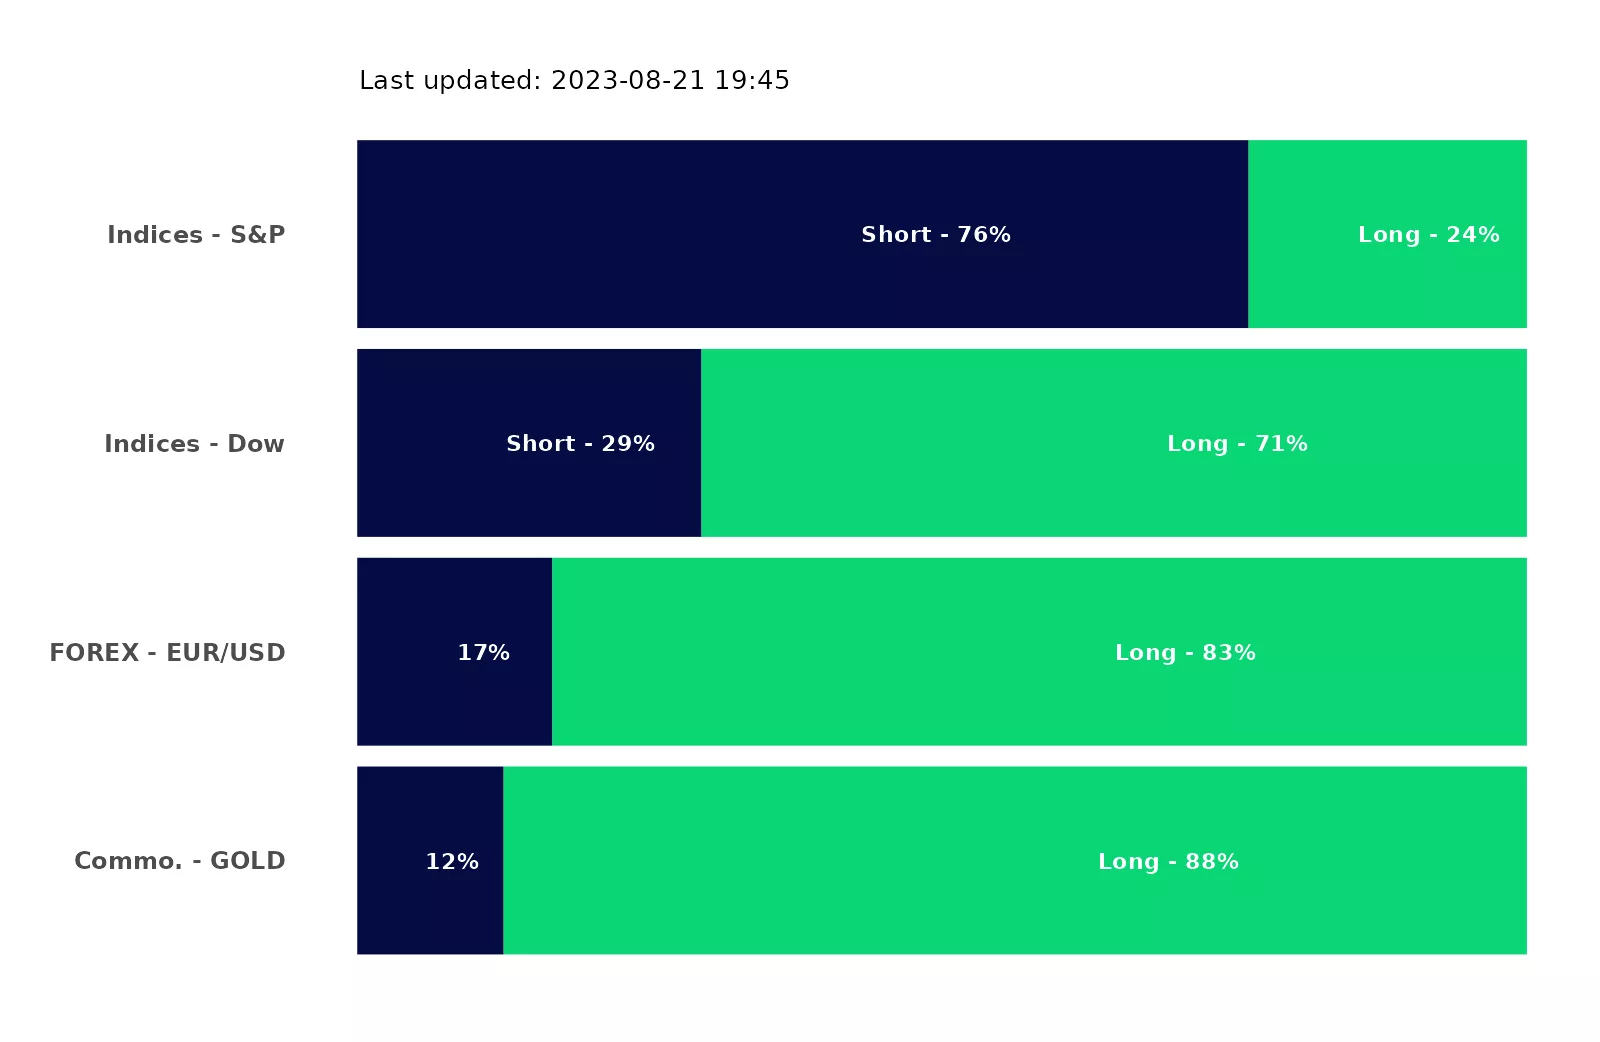 Last updated: 2023-08-21 19:45
Indices - S&P Short - 76% Long - 24%
Indices - Dow Short - 29% Long - 71%
FOREX - EUR/USD 17% Long - 83%
Commo. - GOLD 12% Long - 88%